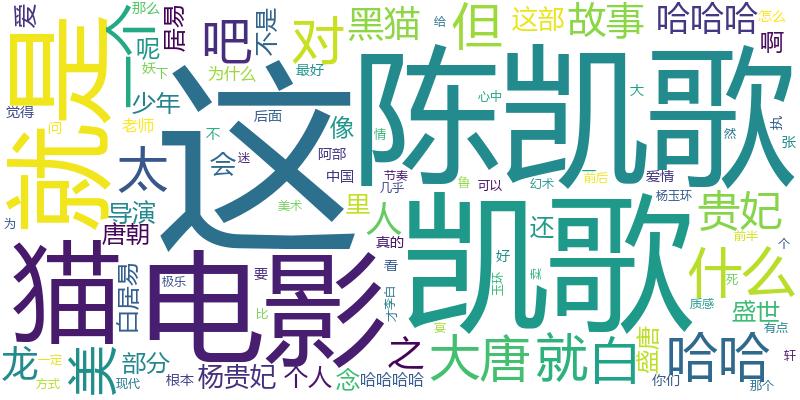 爱
就是
一个
居易
呢
吧
不是
对
黑猫
但
这部
故事
哈哈哈
啊
那么
妖
下
为什么
最好
给
怎么
觉得
问
少年
老师
这
后面
像
情
陈凯歌
心中
大
然
张
太
不
会
迷
阿部
中国
节奏
几乎
鲁
可以
幻术
前后
爱情
杨玉环
为
导演
唐朝
美术
里
人
真的
凯歌
还
贵妃
前半
个
猫
白居易
电影
极乐
要
比
看
才
李白
玉环
好
什么
死
质感
盛世
有点
龙
一定
方式
美
现代
部分
根本
杨贵妃
个人
念
哈哈哈哈
之
宴
大唐
就
白
盛唐
哈哈
你们
那个
轩